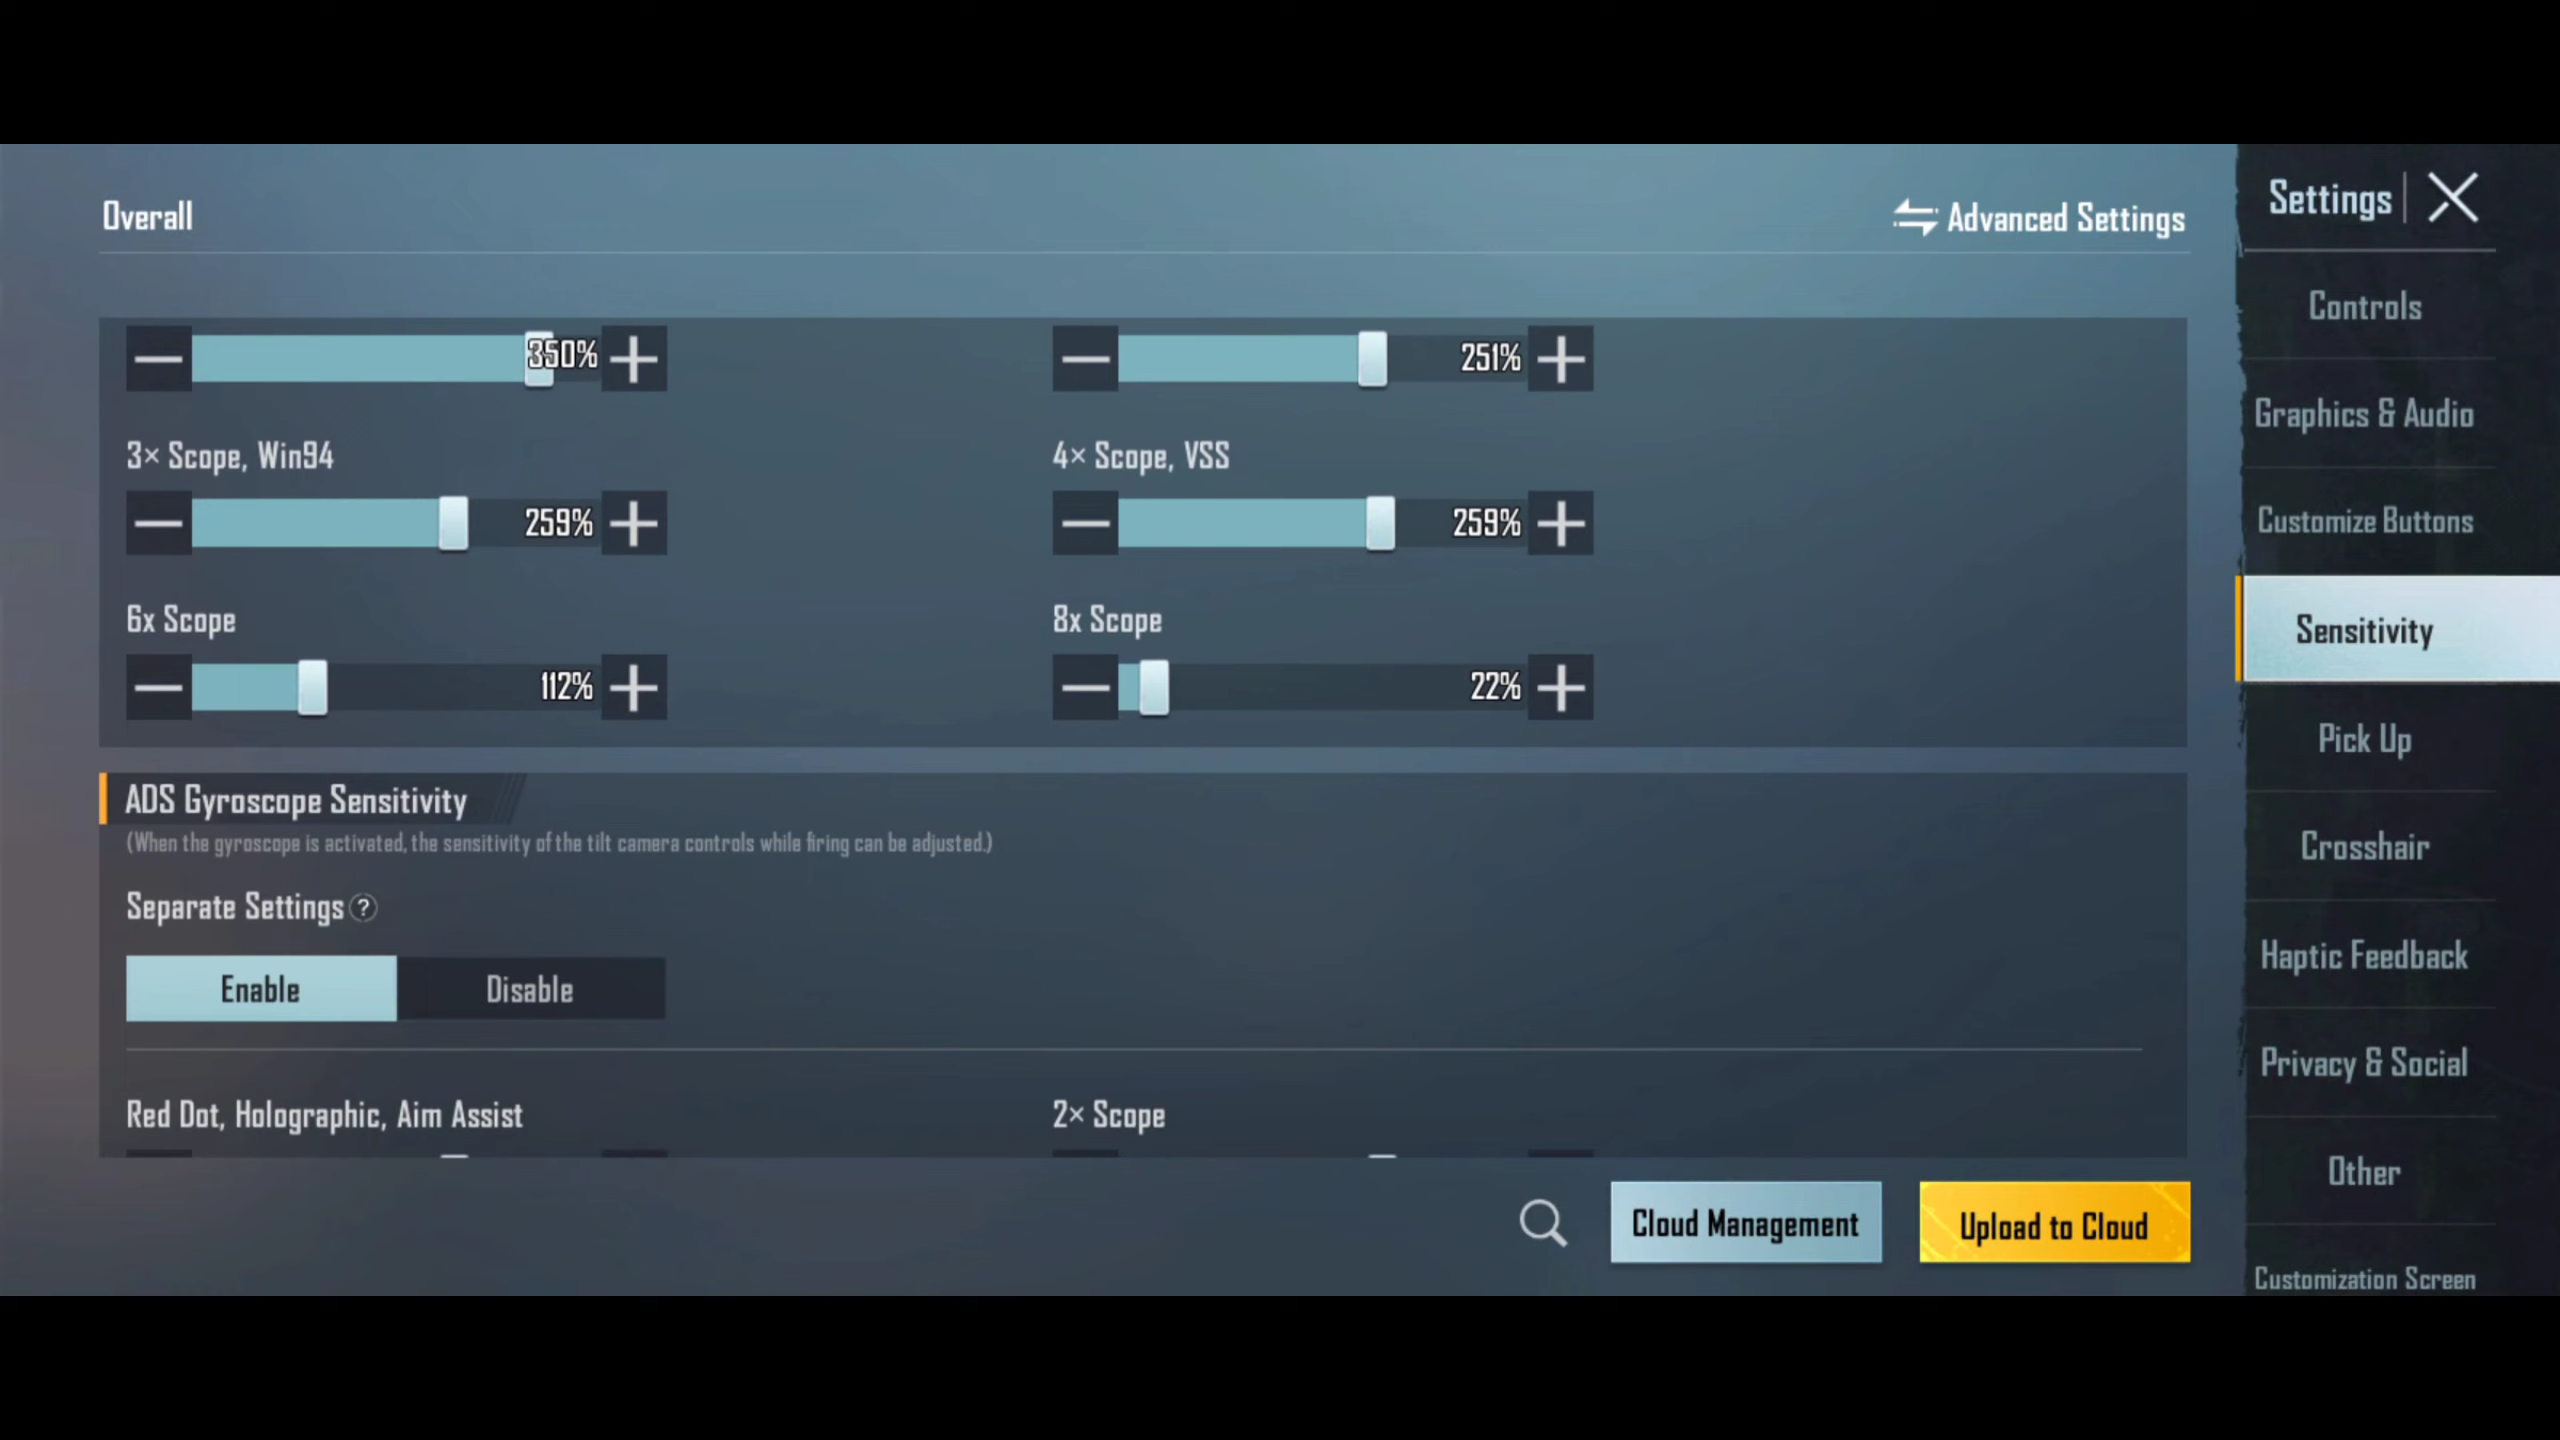 Overall
Advanced Settings
350%
251%
3× Scope, Win94
4× Scope, VSS
259%
259%
6x Scope
8x Scope
112%
22%
ADS Gyroscope Sensitivity
(When the gyroscope is activated, the sensitivity of the tilt camera controls while firing can be adjusted.)
Separate Settings ?
Enable
Disable
Red Dot, Holographic, Aim Assist
2× Scope
Cloud Management
Upload to Cloud
Settings
Controls
Graphics & Audio
Customize Buttons
Sensitivity
Pick Up
Crosshair
Haptic Feedback
Privacy & Social
Other
Customization Screen